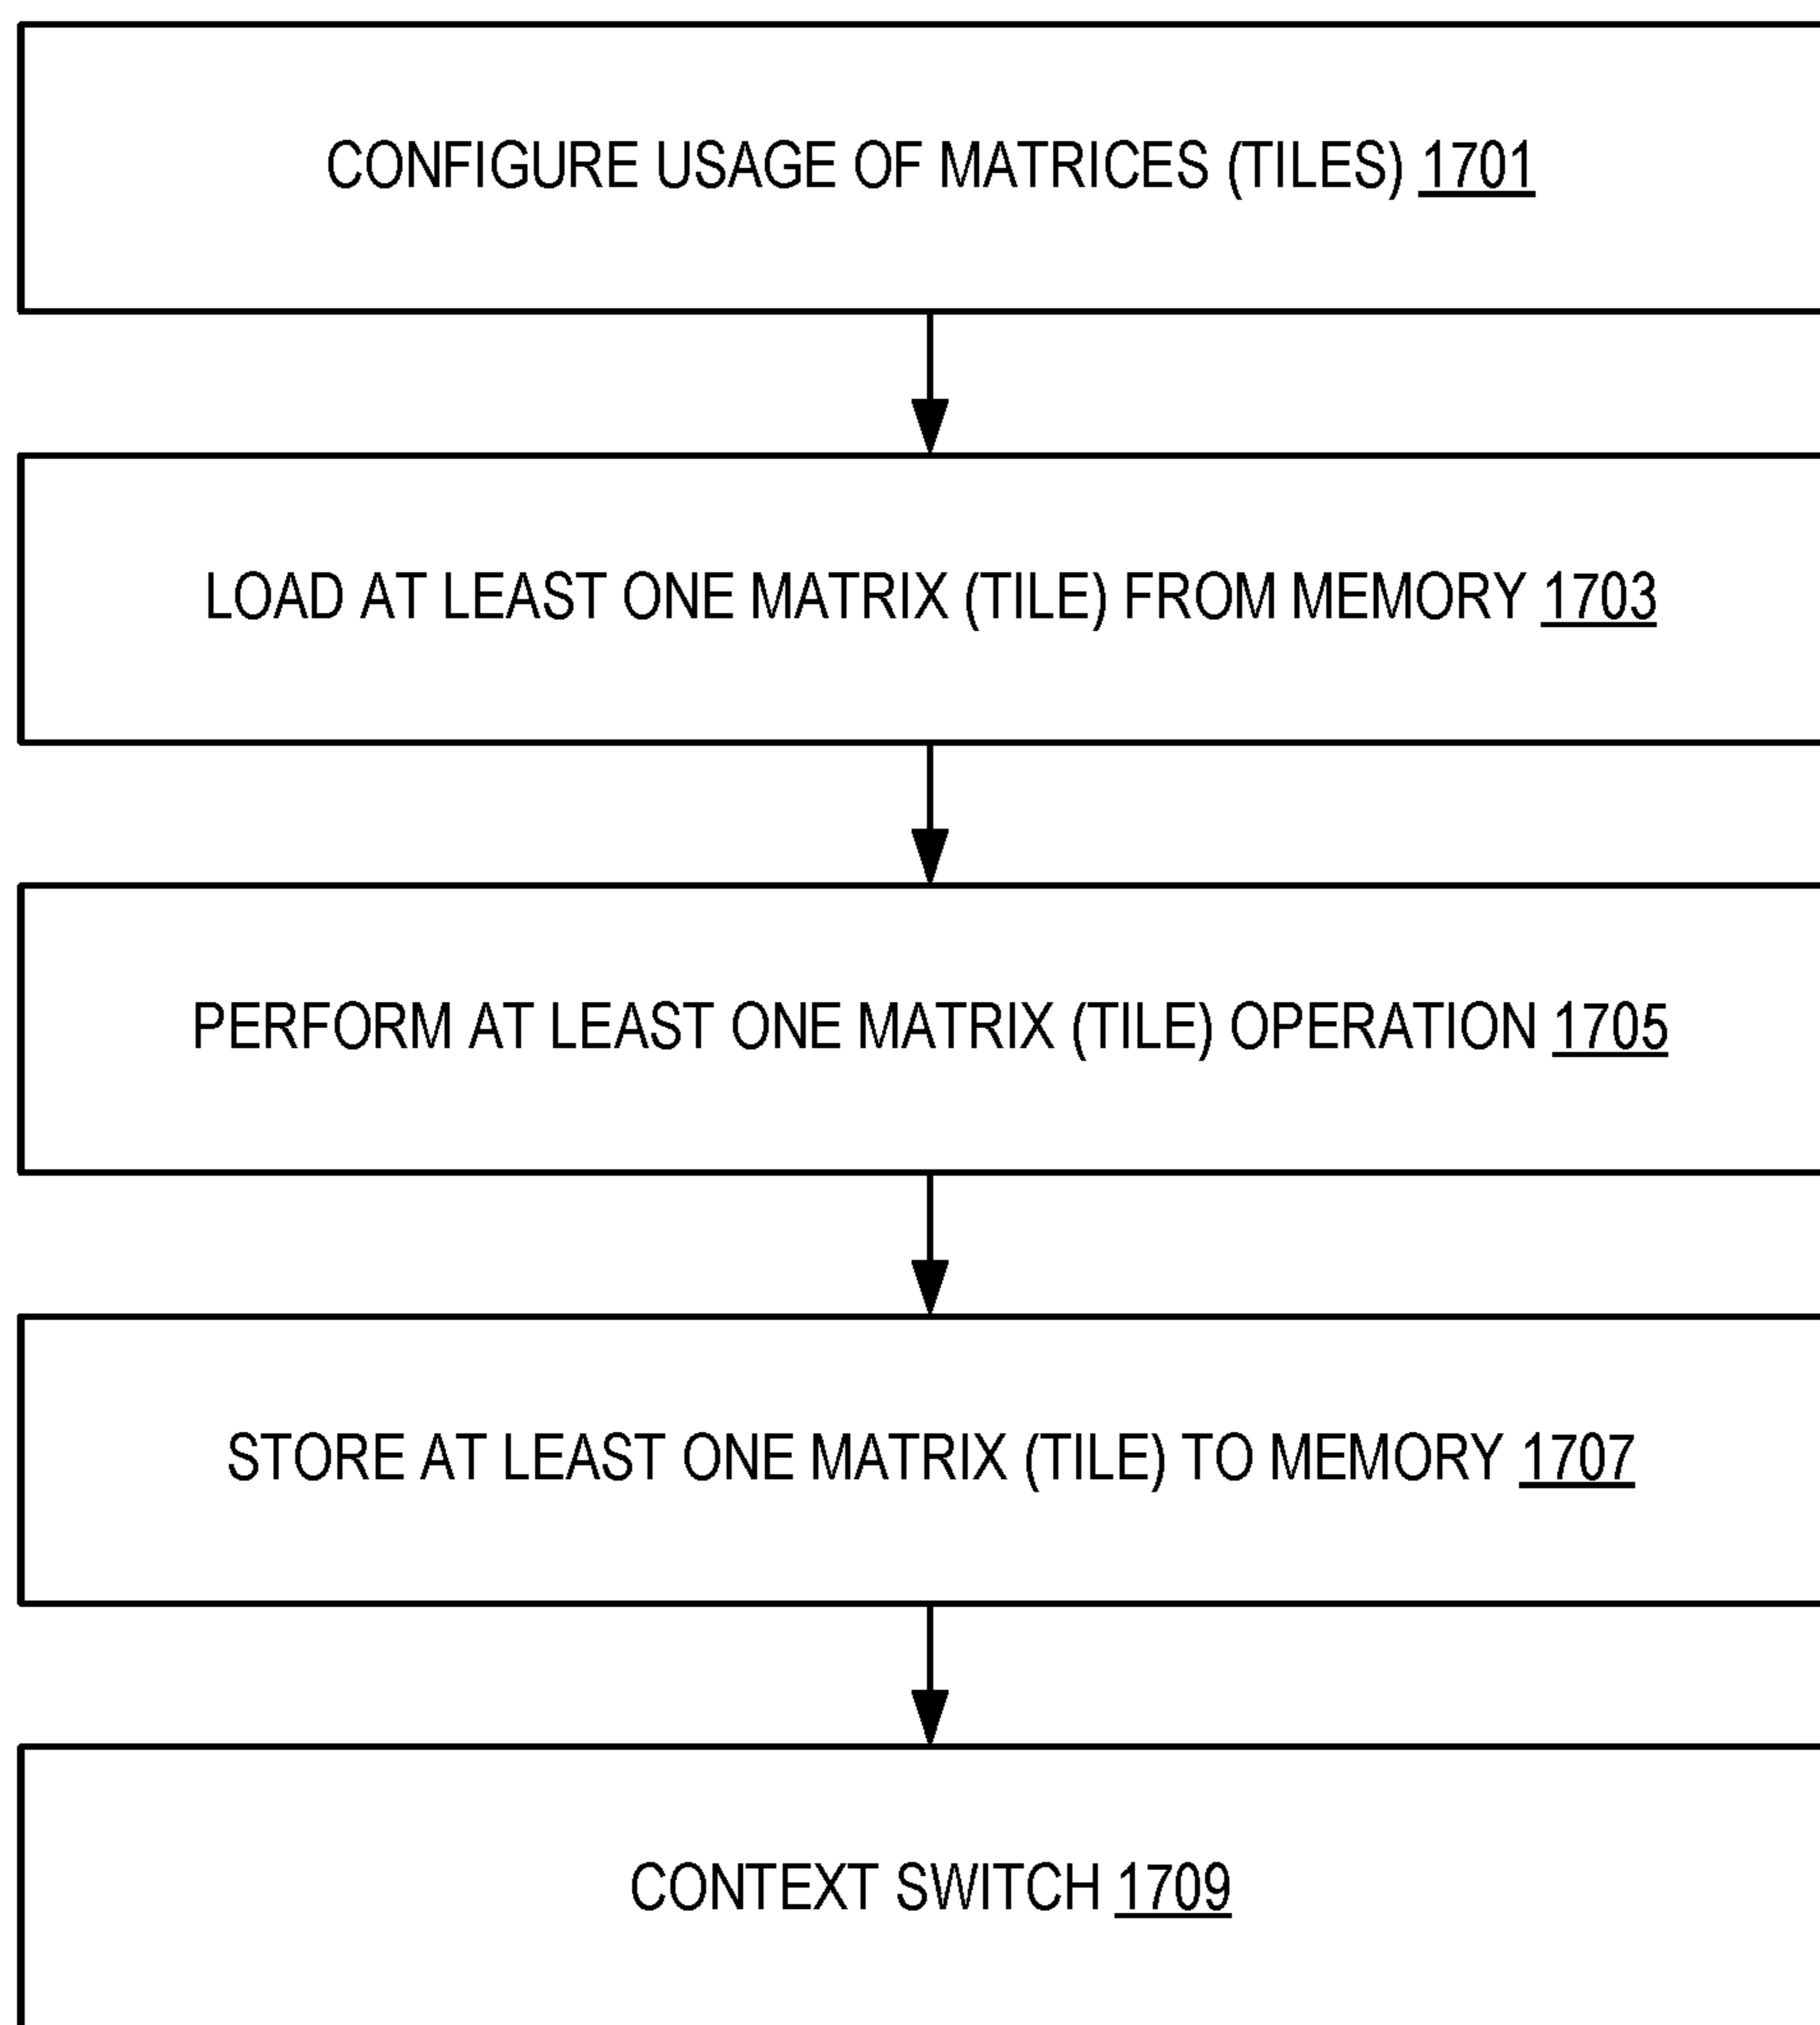 CONFIGURE USAGE OF MATRICES (TILES) 1701
LOAD AT LEAST ONE MATRIX (TILE) FROM MEMORY 1703
PERFORM AT LEAST ONE MATRIX (TILE) OPERATION 1705
STORE AT LEAST ONE MATRIX (TILE) TO MEMORY 1707
CONTEXT SWITCH 1709